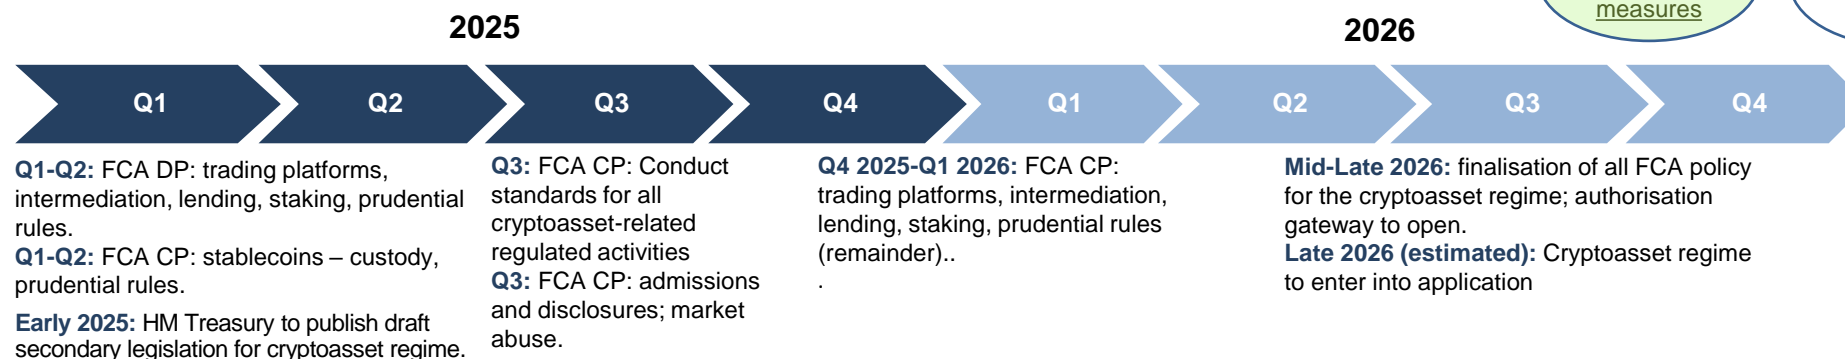 measures
2025
2026
Q1
Q2
Q3
Q4
Q1
Q2
Q3
Q4
Q1-Q2: FCA DP: trading platforms,
intermediation, lending, staking, prudential
rules.
Q1-Q2: FCA CP: stablecoins – custody,
prudential rules.
Early 2025: HM Treasury to publish draft
secondary legislation for cryptoasset regime.
Q3: FCA CP: Conduct
standards for all
cryptoasset-related
regulated activities
Q3: FCA CP: admissions
and disclosures; market
abuse.
Q4 2025-Q1 2026: FCA CP:
trading platforms, intermediation,
lending, staking, prudential rules
(remainder)..
.
Mid-Late 2026: finalisation of all FCA policy
for the cryptoasset regime; authorisation
gateway to open.
Late 2026 (estimated): Cryptoasset regime
to enter into application